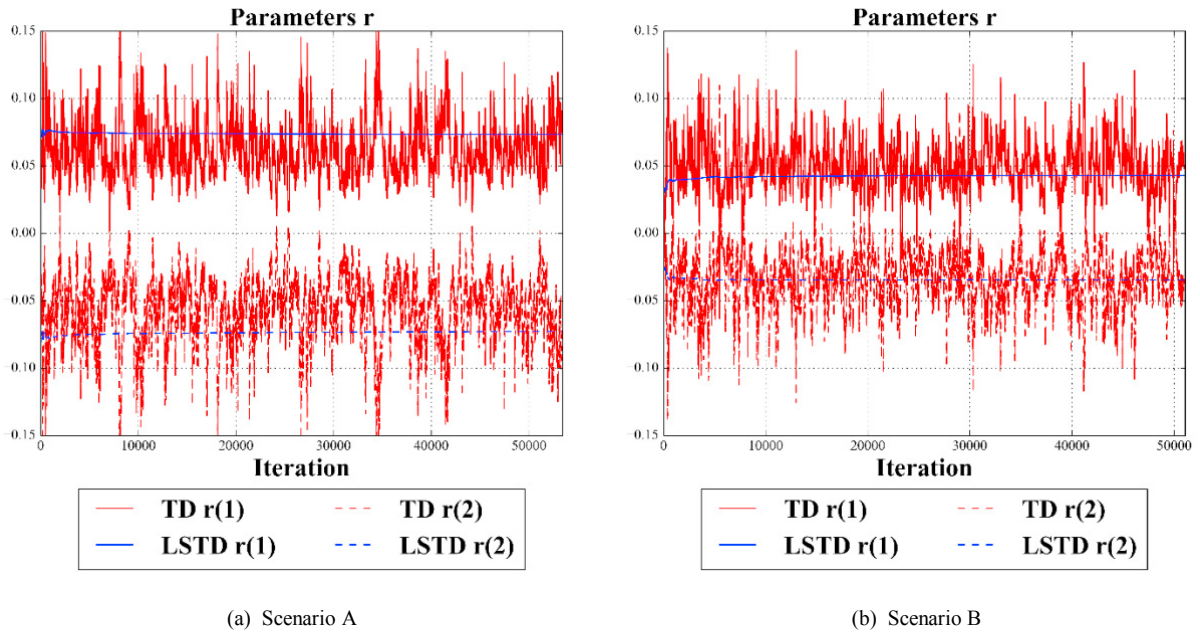 Parameters r
0.15
0.10
0.05
0.00
−0.05
−0.10
−0.15
0 10000 20000 30000 40000 50000
Iteration
TD r(1) TD r(2)
LSTD r(1) LSTD r(2)
(a) Scenario A
Parameters r
0.15
0.10
0.05
0.00
−0.05
−0.10
−0.15
0 10000 20000 30000 40000 50000
Iteration
TD r(1) TD r(2)
LSTD r(1) LSTD r(2)
(b) Scenario B